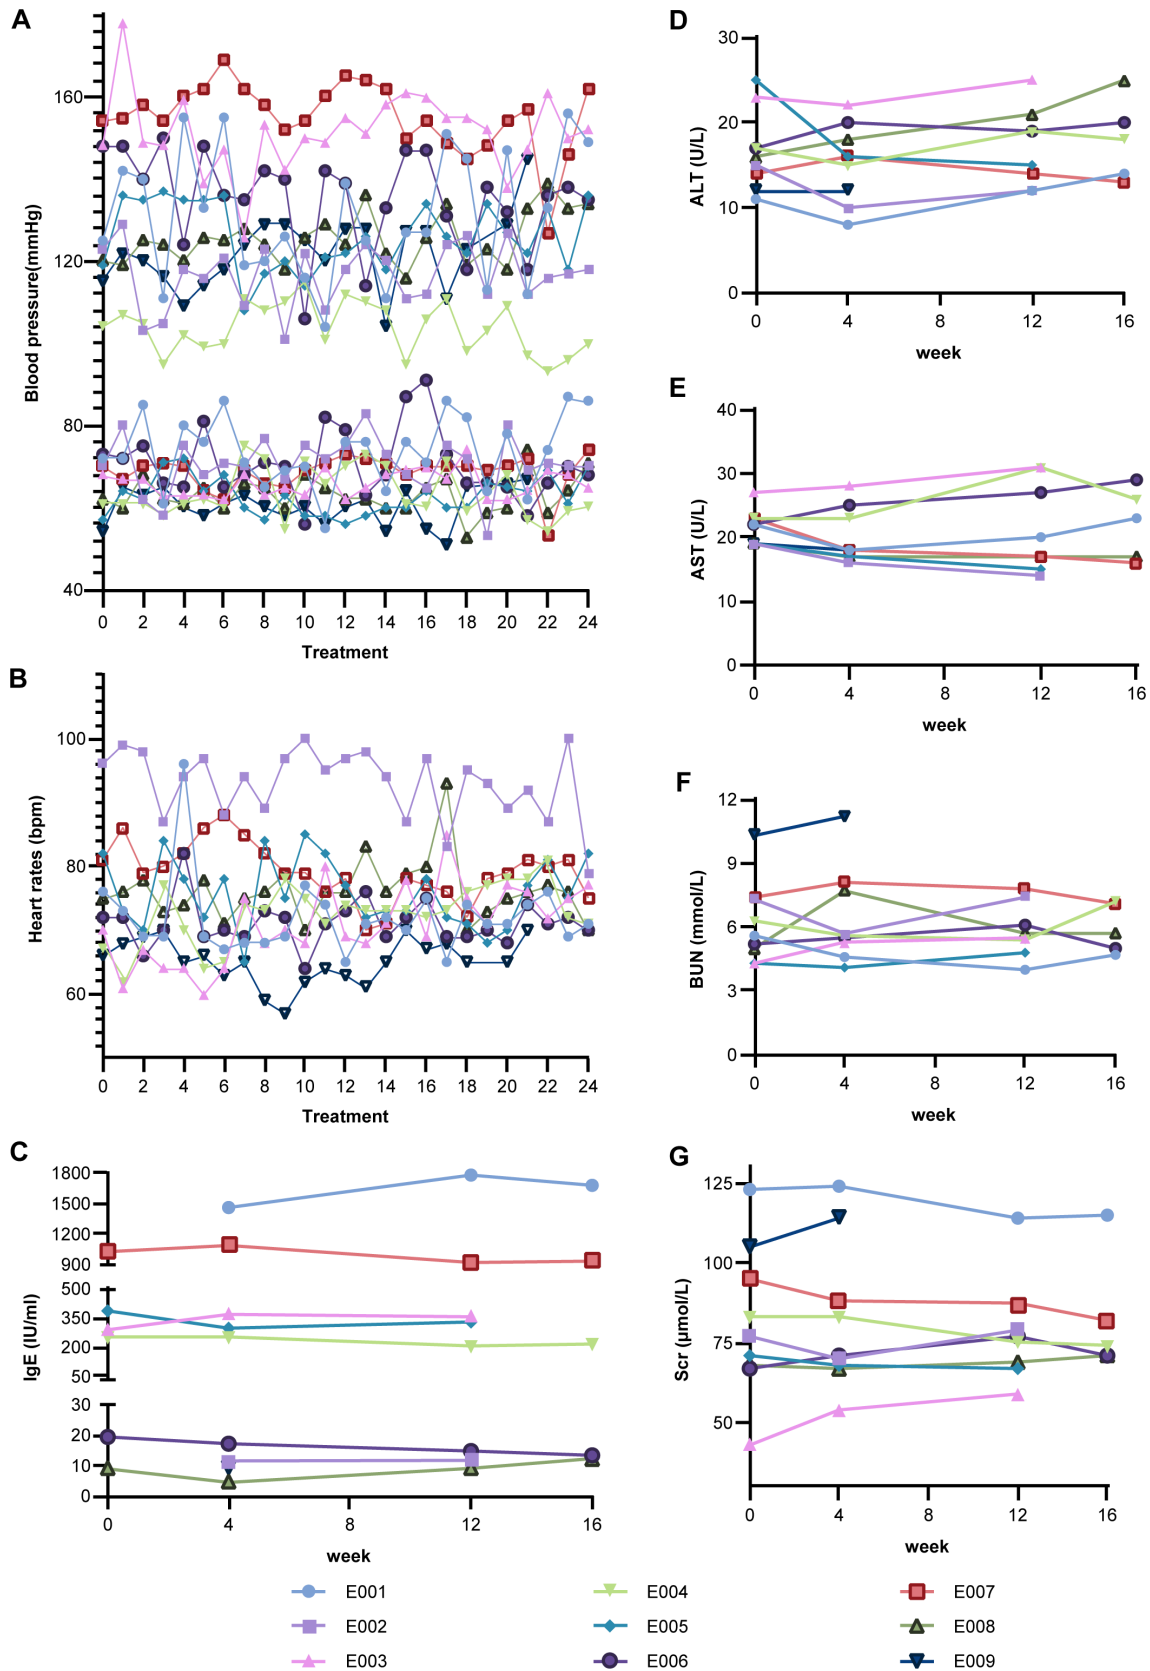 A
Blood pressure(mmHg)
160
120
80
40
0 2 4 6 8 10 12 14 16 18 20 22 24
Treatment
B
Heart rates (bpm)
100
80
60
0 2 4 6 8 10 12 14 16 18 20 22 24
Treatment
C
IgE (IU/ml)
1800
1500
1200
900
500
350
200
50
30
20
10
0
0 4 8 12 16
week
D
ALT (U/L)
30
20
10
0
0 4 8 12 16
week
E
AST (U/L)
40
30
20
10
0
0 4 8 12 16
week
F
BUN (mmol/L)
12
9
6
3
0
0 4 8 12 16
week
G
Scr (μmol/L)
125
100
75
50
0 4 8 12 16
week
E001 E004 E007
E002 E005 E008
E003 E006 E009